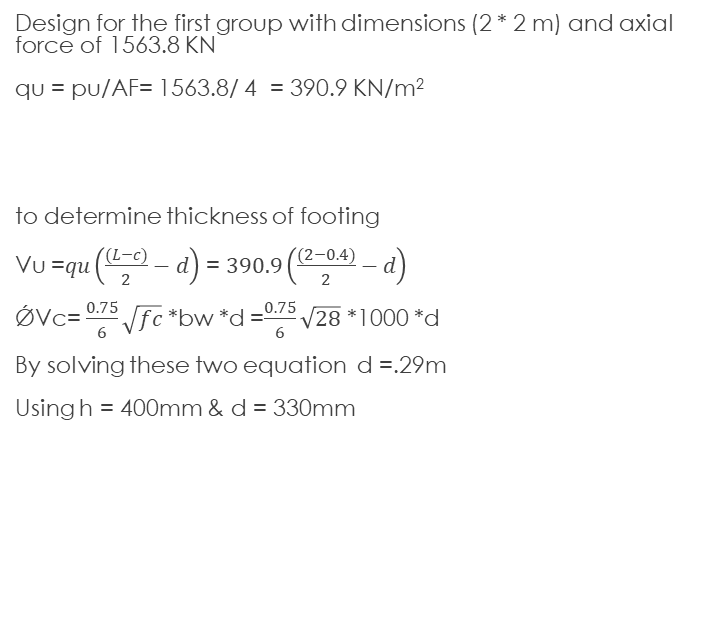 Design for the first group with dimensions (2 * 2 m) and axial
force of 1563.8 KN
qu = pu/AF= 1563.8/ 4 = 390.9 KN/m²
to determine thickness of footing
Vu =qu((L−c)/2 − d) = 390.9((2−0.4)/2 − d)
ǾVc= 0.75/6 √fc *bw *d = 0.75/6 √28 *1000 *d
By solving these two equation d =.29m
Using h = 400mm & d = 330mm